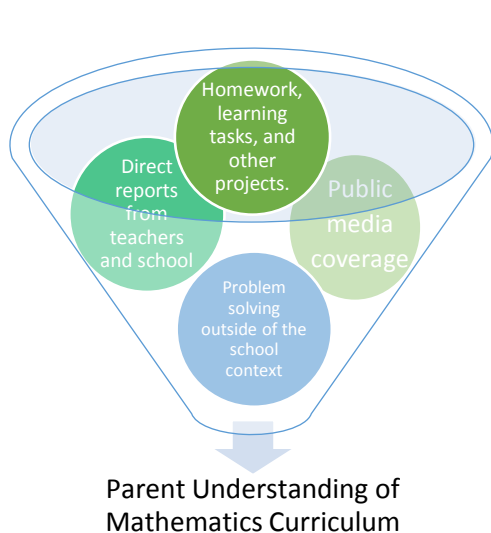 Homework,
learning
tasks, and
other
projects.
Direct
reports
from
teachers
and school
Public
media
coverage
Problem
solving
outside of the
school
context
Parent Understanding of
Mathematics Curriculum